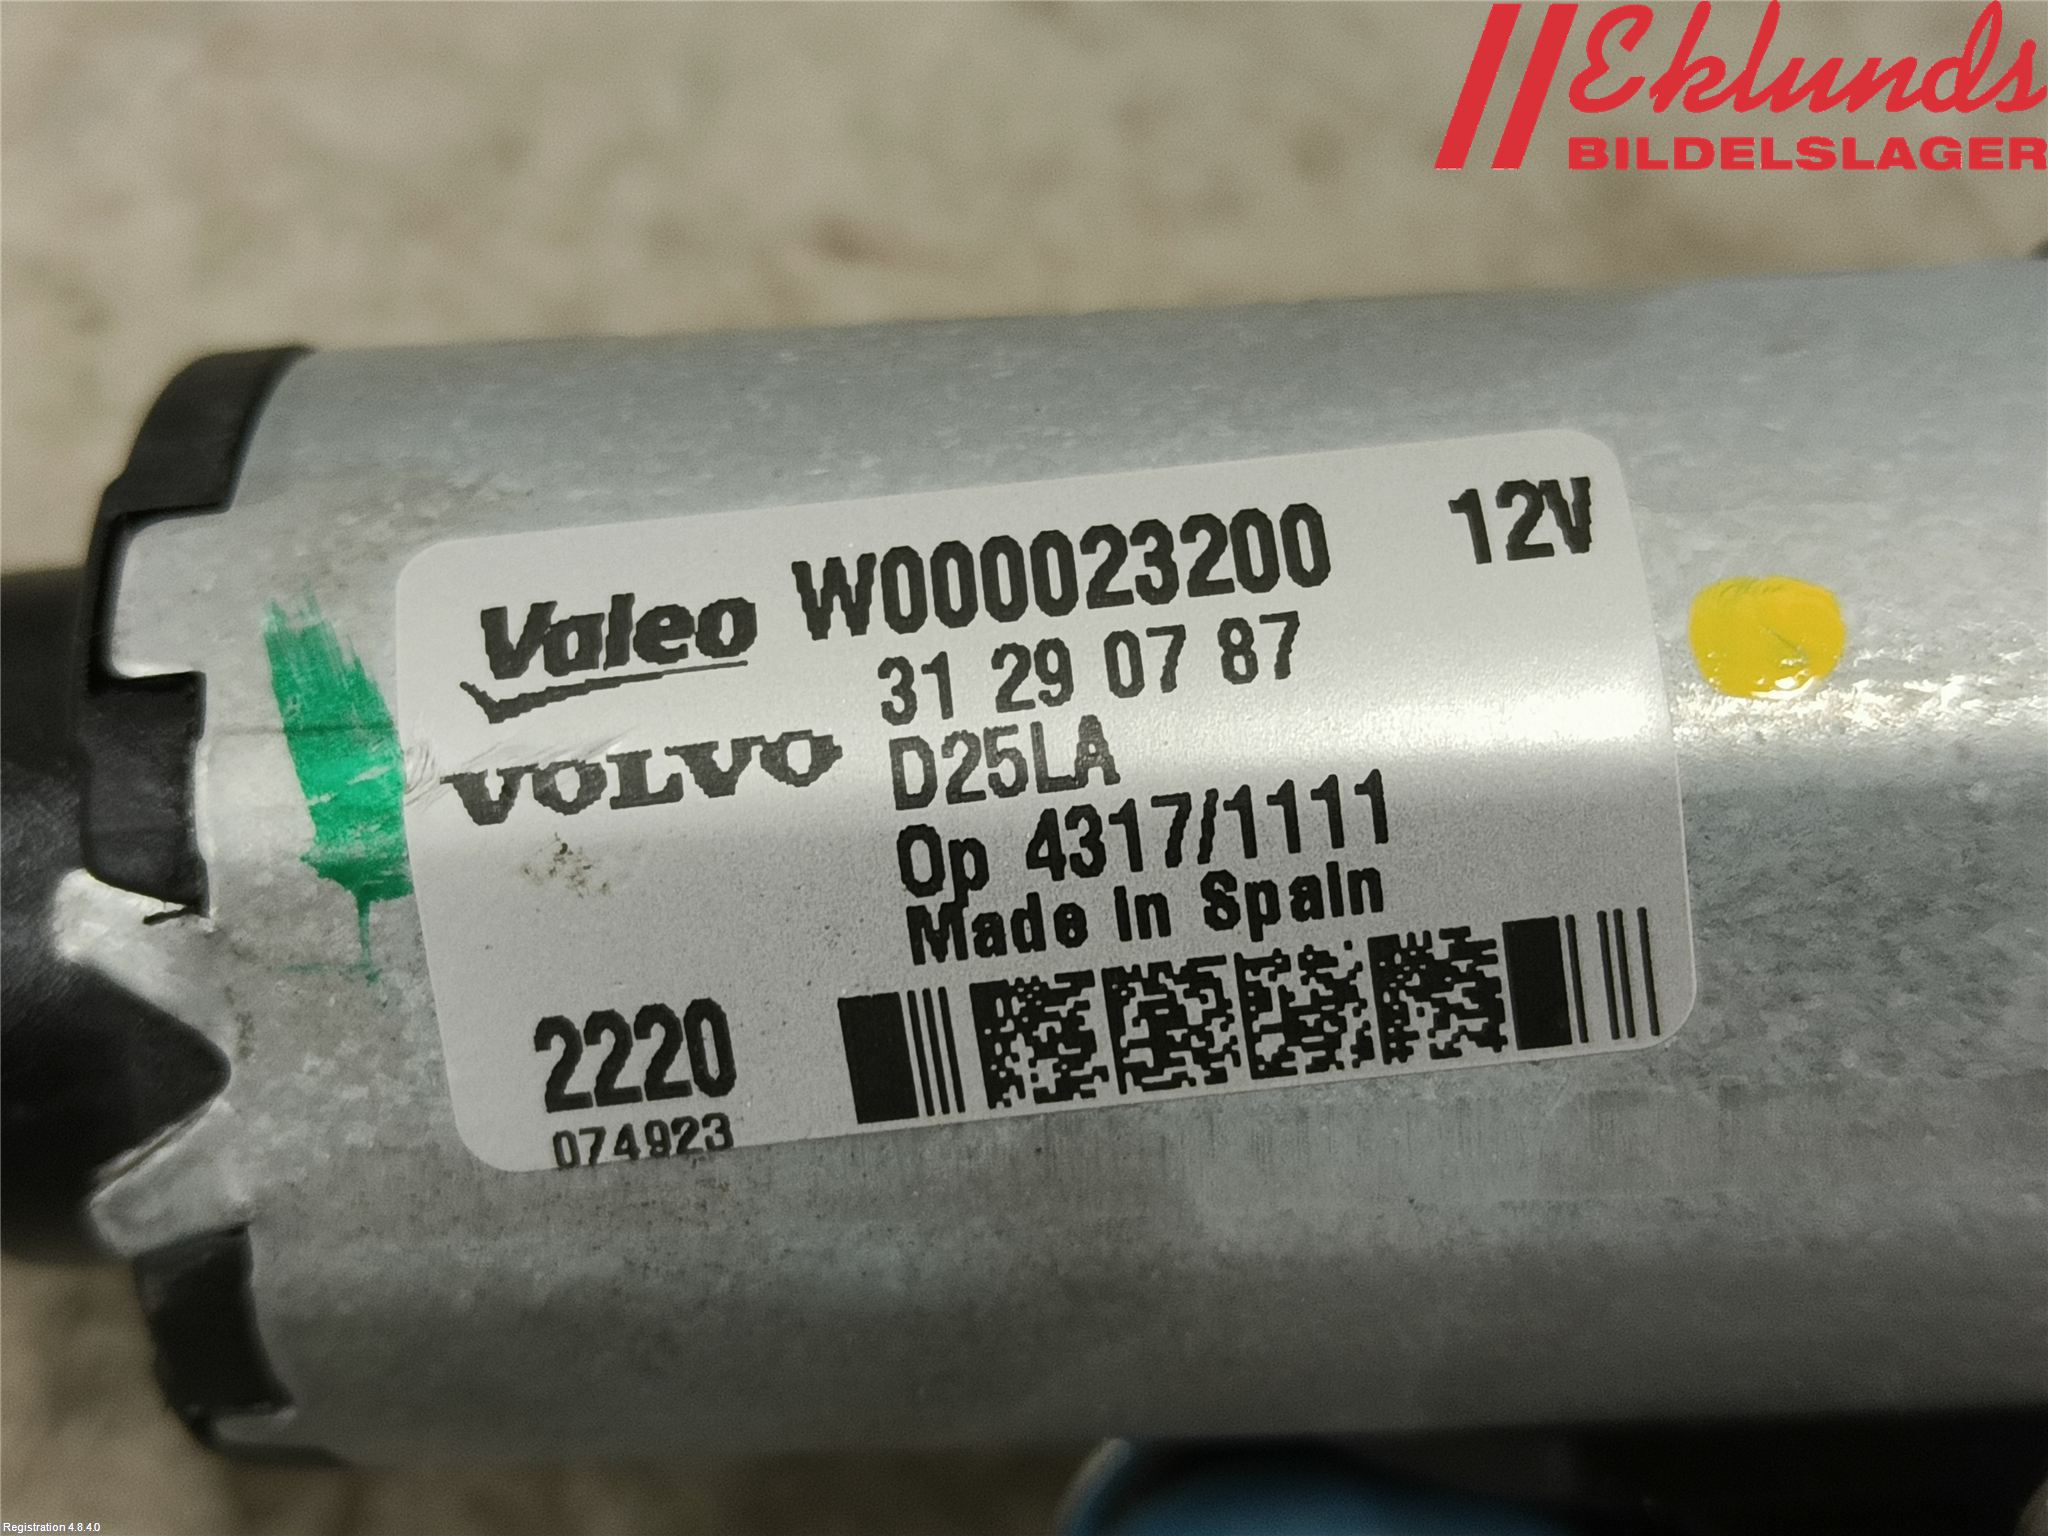 Eklunds
BILDELSLAGER
Valeo W000023200 12V
31 29 07 87
VOLVO D25LA
Op 4317/1111
Made in Spain
2220
074923
Registration 4.8.4.0